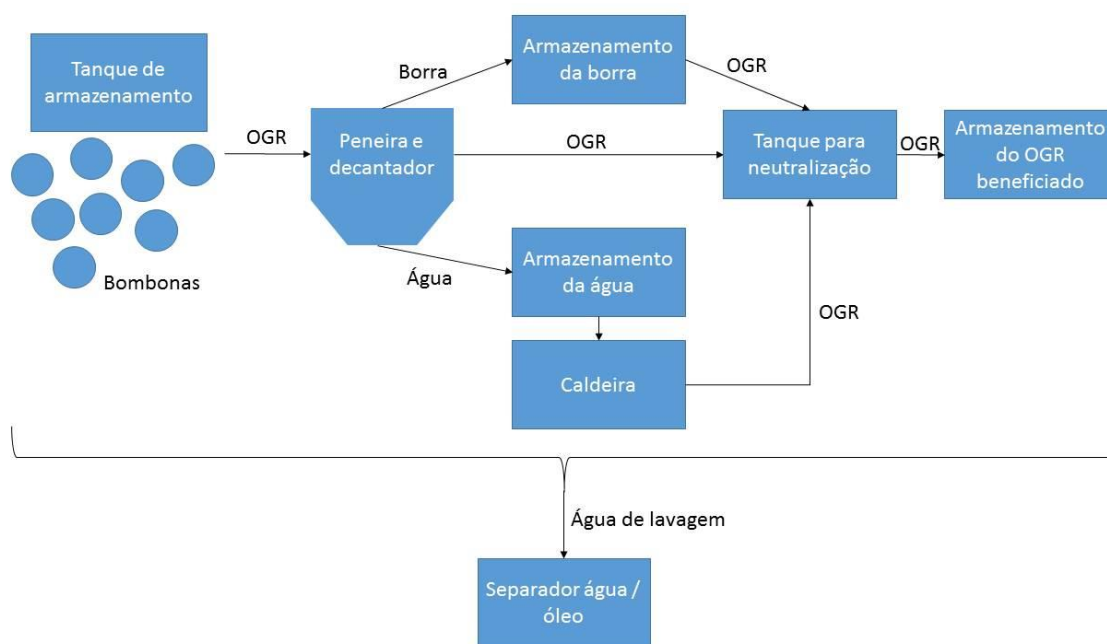 Tanque de
armazenamento
Bombonas
OGR
Peneira e
decantador
Borra
Armazenamento
da borra
OGR
OGR
Água
Armazenamento
da água
Caldeira
OGR
Tanque para
neutralização
OGR
Armazenamento
do OGR
beneficiado
Água de lavagem
Separador água /
óleo